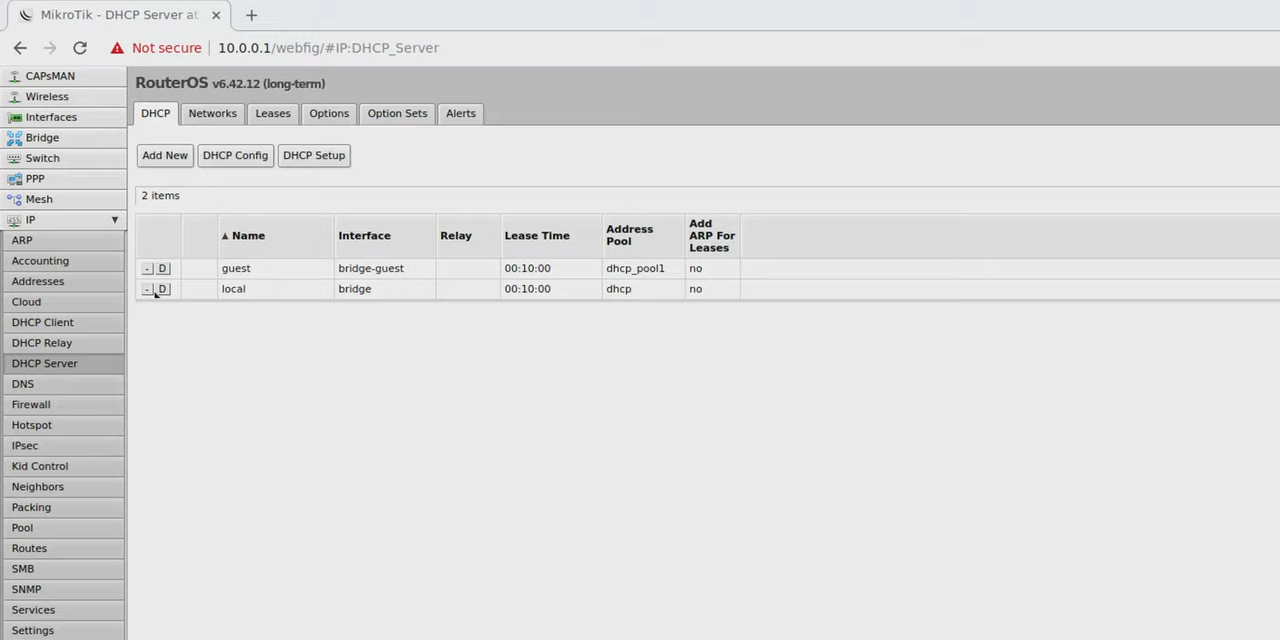 MikroTik - DHCP Server at
Not secure 10.0.0.1/webfig/#IP:DHCP_Server
CAPsMAN
Wireless
Interfaces
Bridge
Switch
PPP
Mesh
IP ▼
ARP
Accounting
Addresses
Cloud
DHCP Client
DHCP Relay
DHCP Server
DNS
Firewall
Hotspot
IPsec
Kid Control
Neighbors
Packing
Pool
Routes
SMB
SNMP
Services
Settings
RouterOS v6.42.12 (long-term)
DHCP Networks Leases Options Option Sets Alerts
Add New DHCP Config DHCP Setup
2 items
▲ Name Interface Relay Lease Time Address Pool Add ARP For Leases
- D guest bridge-guest 00:10:00 dhcp_pool1 no
- D local bridge 00:10:00 dhcp no